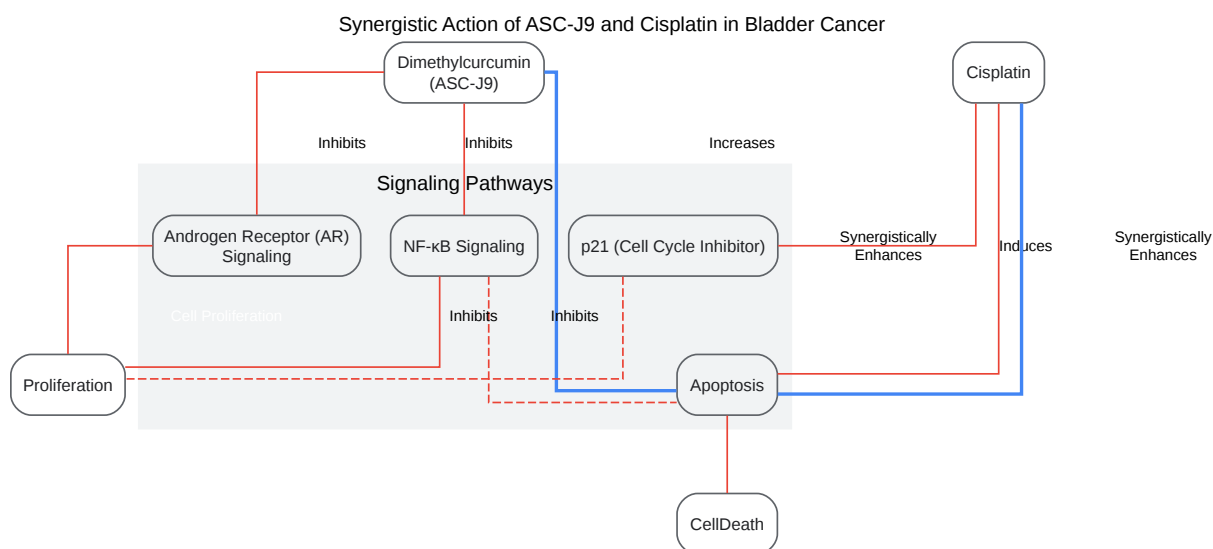 Synergistic Action of ASC-J9 and Cisplatin in Bladder Cancer
Dimethylcurcumin
(ASC-J9)
Cisplatin
Inhibits
Inhibits
Increases
Signaling Pathways
Androgen Receptor (AR)
Signaling
NF-κB Signaling
p21 (Cell Cycle Inhibitor)
Synergistically
Enhances
Induces
Synergistically
Enhances
Cell Proliferation
Inhibits
Inhibits
Proliferation
Apoptosis
CellDeath